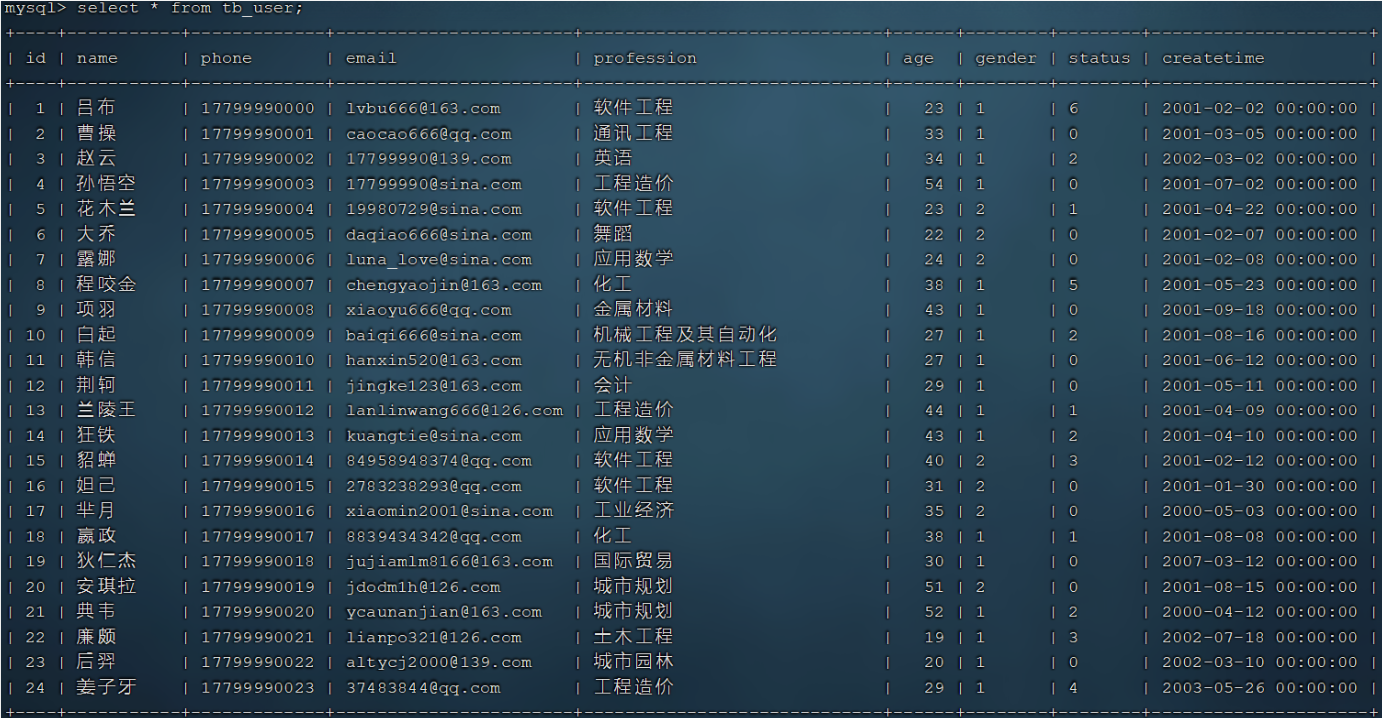 mysql> select * from tb_user;
+----+-----------+-------------+-----------------------+-----------------------------+------+--------+--------+---------------------+
| id | name | phone | email | profession | age | gender | status | createtime |
+----+-----------+-------------+-----------------------+-----------------------------+------+--------+--------+---------------------+
| 1 | 吕布 | 17799990000 | lvbu666@163.com | 软件工程 | 23 | 1 | 6 | 2001-02-02 00:00:00 |
| 2 | 曹操 | 17799990001 | caocao666@qq.com | 通讯工程 | 33 | 1 | 0 | 2001-03-05 00:00:00 |
| 3 | 赵云 | 17799990002 | 17799990@139.com | 英语 | 34 | 1 | 2 | 2002-03-02 00:00:00 |
| 4 | 孙悟空 | 17799990003 | 17799990@sina.com | 工程造价 | 54 | 1 | 0 | 2001-07-02 00:00:00 |
| 5 | 花木兰 | 17799990004 | 19980729@sina.com | 软件工程 | 23 | 2 | 1 | 2001-04-22 00:00:00 |
| 6 | 大乔 | 17799990005 | daqiao666@sina.com | 舞蹈 | 22 | 2 | 0 | 2001-02-07 00:00:00 |
| 7 | 露娜 | 17799990006 | luna_love@sina.com | 应用数学 | 24 | 2 | 0 | 2001-02-08 00:00:00 |
| 8 | 程咬金 | 17799990007 | chengyaojin@163.com | 化工 | 38 | 1 | 5 | 2001-05-23 00:00:00 |
| 9 | 项羽 | 17799990008 | xiaoyu666@qq.com | 金属材料 | 43 | 1 | 0 | 2001-09-18 00:00:00 |
| 10 | 白起 | 17799990009 | baiqi666@sina.com | 机械工程及其自动化 | 27 | 1 | 2 | 2001-08-16 00:00:00 |
| 11 | 韩信 | 17799990010 | hanxin520@163.com | 无机非金属材料工程 | 27 | 1 | 0 | 2001-06-12 00:00:00 |
| 12 | 荆轲 | 17799990011 | jingke123@163.com | 会计 | 29 | 1 | 0 | 2001-05-11 00:00:00 |
| 13 | 兰陵王 | 17799990012 | lanlinwang666@126.com | 工程造价 | 44 | 1 | 1 | 2001-04-09 00:00:00 |
| 14 | 狂铁 | 17799990013 | kuangtie@sina.com | 应用数学 | 43 | 1 | 2 | 2001-04-10 00:00:00 |
| 15 | 貂蝉 | 17799990014 | 84958948374@qq.com | 软件工程 | 40 | 2 | 3 | 2001-02-12 00:00:00 |
| 16 | 妲己 | 17799990015 | 2783238293@qq.com | 软件工程 | 31 | 2 | 0 | 2001-01-30 00:00:00 |
| 17 | 芈月 | 17799990016 | xiaomin2001@sina.com | 工业经济 | 35 | 2 | 0 | 2000-05-03 00:00:00 |
| 18 | 嬴政 | 17799990017 | 8839434342@qq.com | 化工 | 38 | 1 | 1 | 2001-08-08 00:00:00 |
| 19 | 狄仁杰 | 17799990018 | jujiamlm8166@163.com | 国际贸易 | 30 | 1 | 0 | 2007-03-12 00:00:00 |
| 20 | 安琪拉 | 17799990019 | jdodm1h@126.com | 城市规划 | 51 | 2 | 0 | 2001-08-15 00:00:00 |
| 21 | 典韦 | 17799990020 | ycaunanjian@163.com | 城市规划 | 52 | 1 | 2 | 2000-04-12 00:00:00 |
| 22 | 廉颇 | 17799990021 | lianpo321@126.com | 土木工程 | 19 | 1 | 3 | 2002-07-18 00:00:00 |
| 23 | 后羿 | 17799990022 | altycj2000@139.com | 城市园林 | 20 | 1 | 0 | 2002-03-10 00:00:00 |
| 24 | 姜子牙 | 17799990023 | 37483844@qq.com | 工程造价 | 29 | 1 | 4 | 2003-05-26 00:00:00 |
+----+-----------+-------------+-----------------------+-----------------------------+------+--------+--------+---------------------+